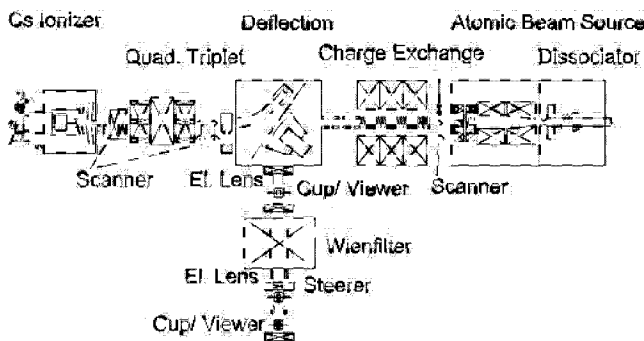 Cs Ionizer
Deflection
Atomic Beam Source
Quad. Triplet
Charge Exchange
Dissociator
Scanner
El. Lens
Cup/ Viewer
Scanner
Wienfilter
El. Lens
Steerer
Cup/ Viewer